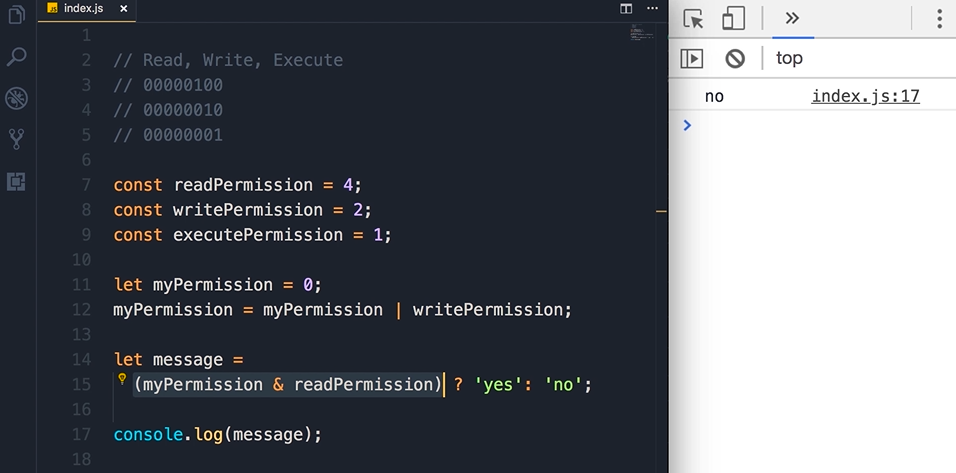 JS index.js × ...
1
2 // Read, Write, Execute
3 // 00000100
4 // 00000010
5 // 00000001
6
7 const readPermission = 4;
8 const writePermission = 2;
9 const executePermission = 1;
10
11 let myPermission = 0;
12 myPermission = myPermission | writePermission;
13
14 let message =
15 (myPermission & readPermission) ? 'yes': 'no';
16
17 console.log(message);
18
»
top
no index.js:17